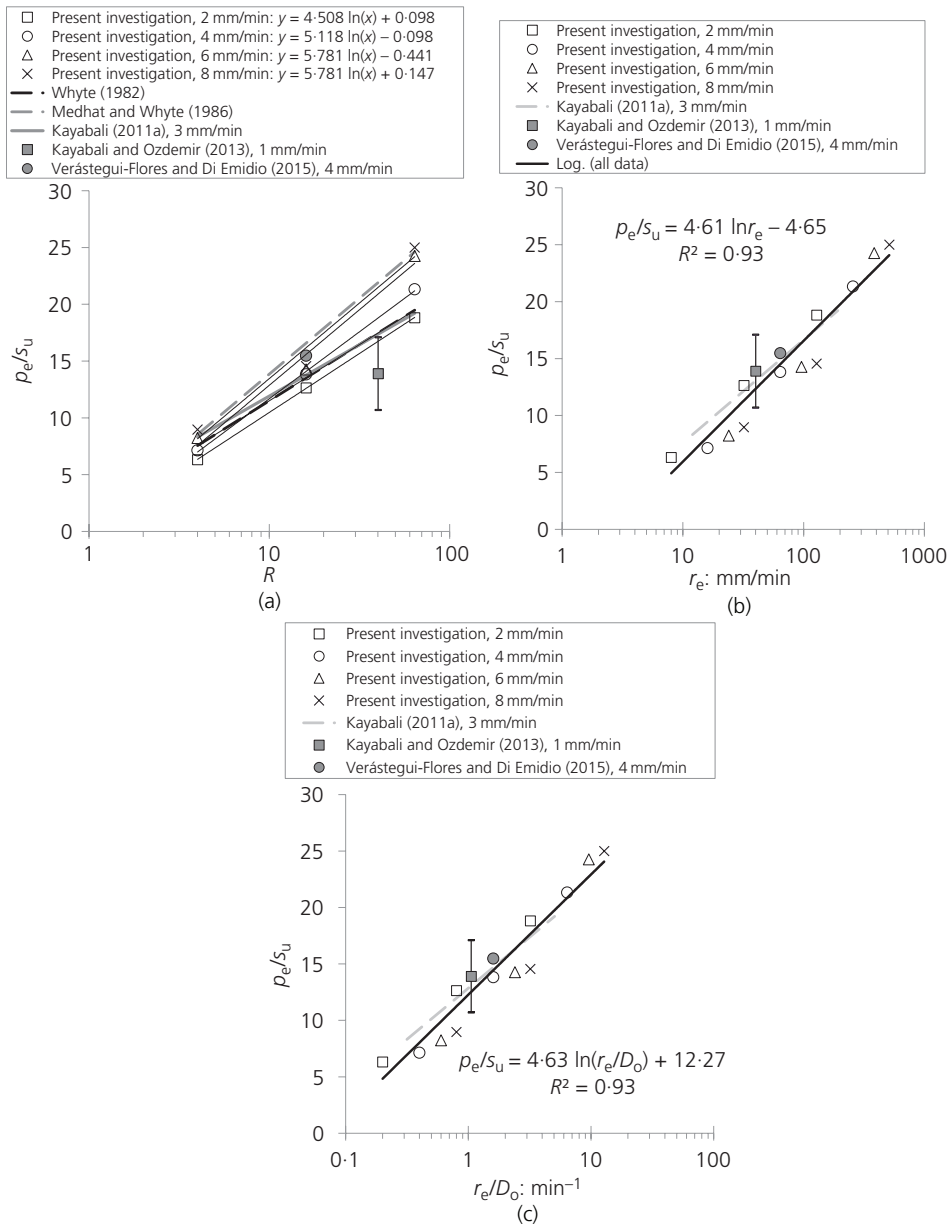 Present investigation, 2 mm/min: y = 4·508 ln(x) + 0·098
Present investigation, 4 mm/min: y = 5·118 ln(x) – 0·098
Present investigation, 6 mm/min: y = 5·781 ln(x) – 0·441
Present investigation, 8 mm/min: y = 5·781 ln(x) + 0·147
Whyte (1982)
Medhat and Whyte (1986)
Kayabali (2011a), 3 mm/min
Kayabali and Ozdemir (2013), 1 mm/min
Verástegui-Flores and Di Emidio (2015), 4 mm/min
30
25
20
15
10
5
0
pe/su
1
10
100
R
(a)
Present investigation, 2 mm/min
Present investigation, 4 mm/min
Present investigation, 6 mm/min
Present investigation, 8 mm/min
Kayabali (2011a), 3 mm/min
Kayabali and Ozdemir (2013), 1 mm/min
Verástegui-Flores and Di Emidio (2015), 4 mm/min
Log. (all data)
30
25
20
15
10
5
0
pe/su
pe/su = 4·61 lnre – 4·65
R² = 0·93
1
10
100
1000
re: mm/min
(b)
Present investigation, 2 mm/min
Present investigation, 4 mm/min
Present investigation, 6 mm/min
Present investigation, 8 mm/min
Kayabali (2011a), 3 mm/min
Kayabali and Ozdemir (2013), 1 mm/min
Verástegui-Flores and Di Emidio (2015), 4 mm/min
30
25
20
15
10
5
0
pe/su
pe/su = 4·63 ln(re/Do) + 12·27
R² = 0·93
0·1
1
10
100
re/Do: min⁻¹
(c)